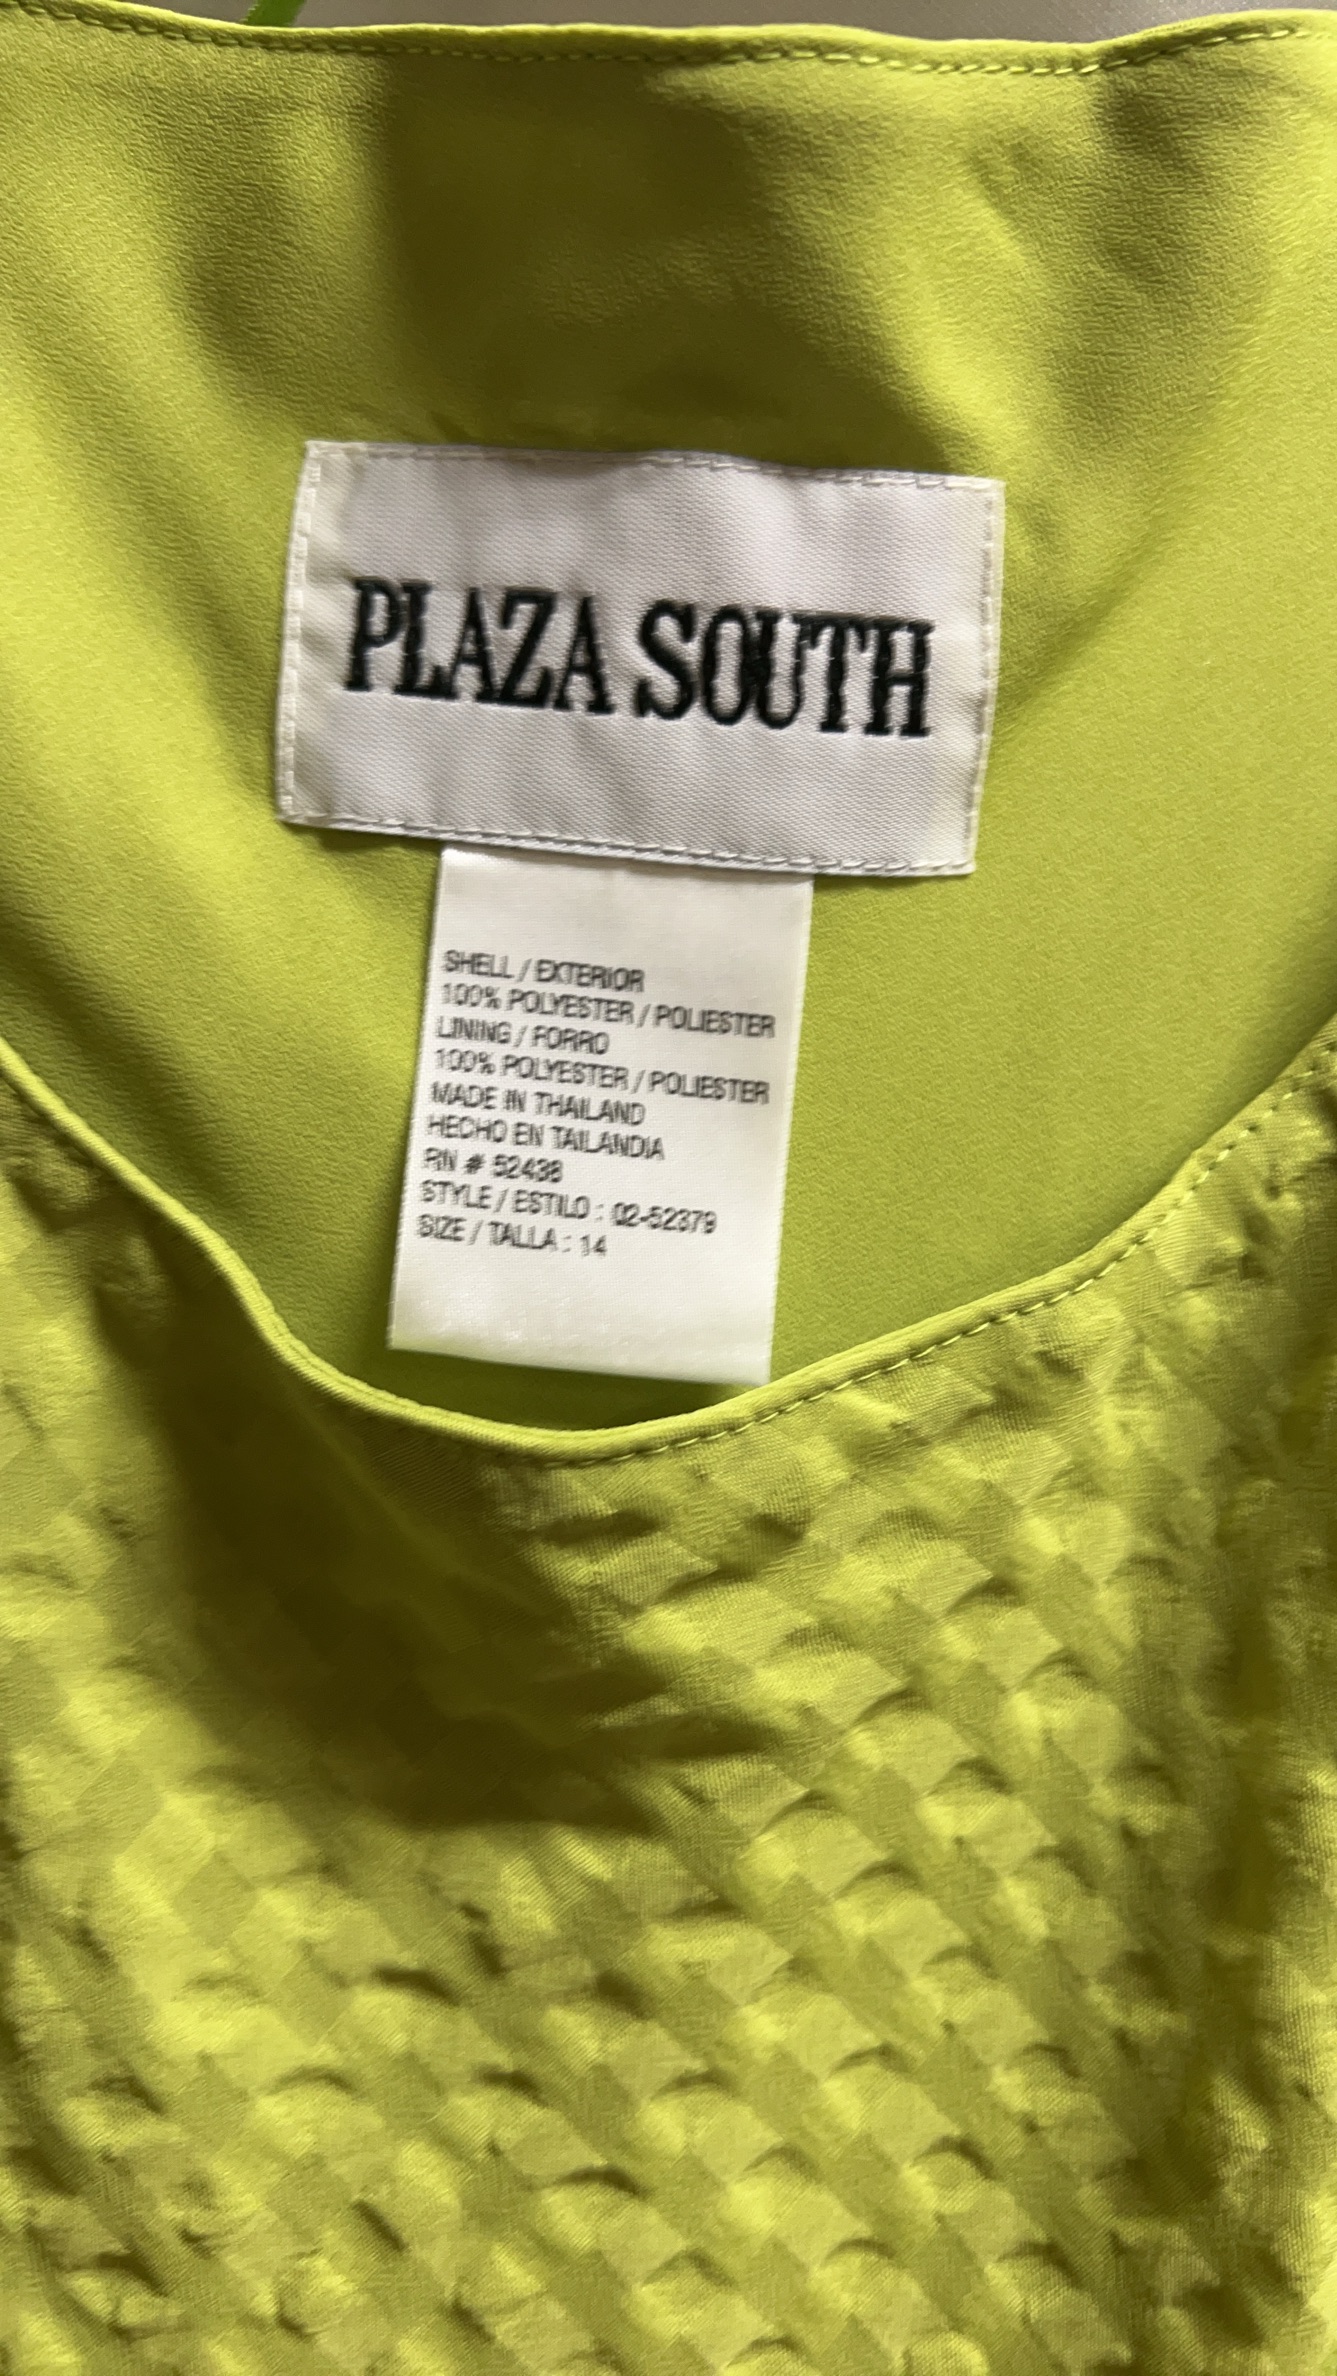 PLAZA SOUTH
SHELL / EXTERIOR
100% POLYESTER / POLIESTER
LINING / FORRO
100% POLYESTER / POLIESTER
MADE IN THAILAND
HECHO EN TAILANDIA
RN # 52438
STYLE / ESTILO : 02-52379
SIZE / TALLA : 14